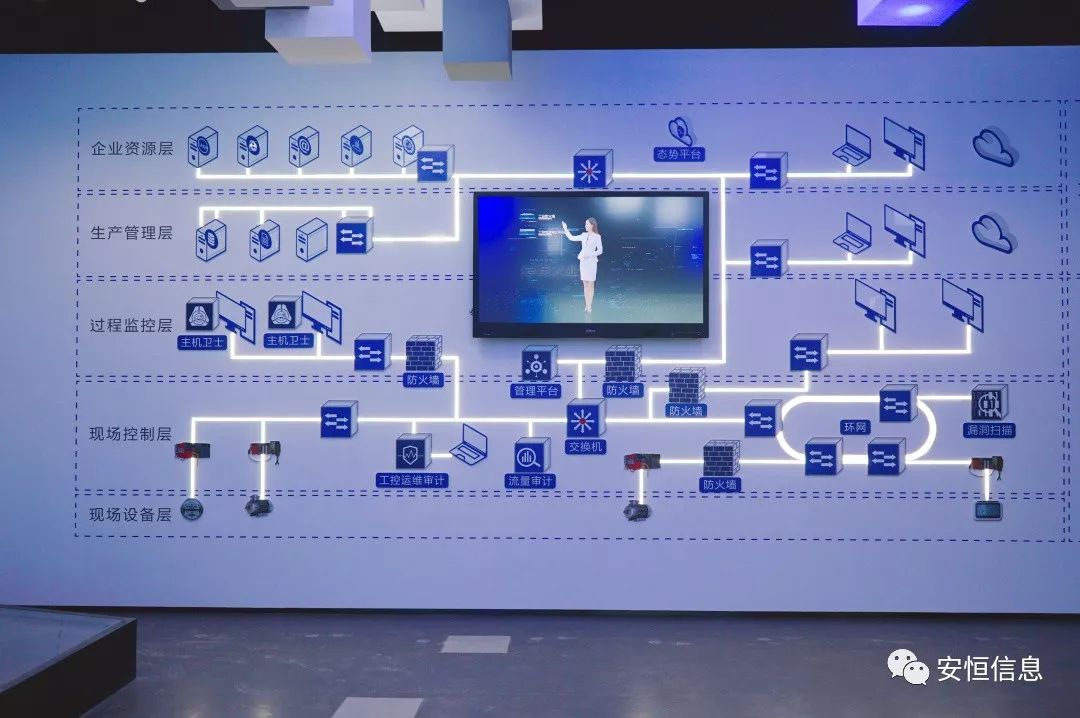 企业资源层
态势平台
生产管理层
过程监控层
主机卫士
主机卫士
防火墙
管理平台
防火墙
防火墙
现场控制层
交换机
环网
漏洞扫描
工控运维审计
流量审计
防火墙
现场设备层
安恒信息